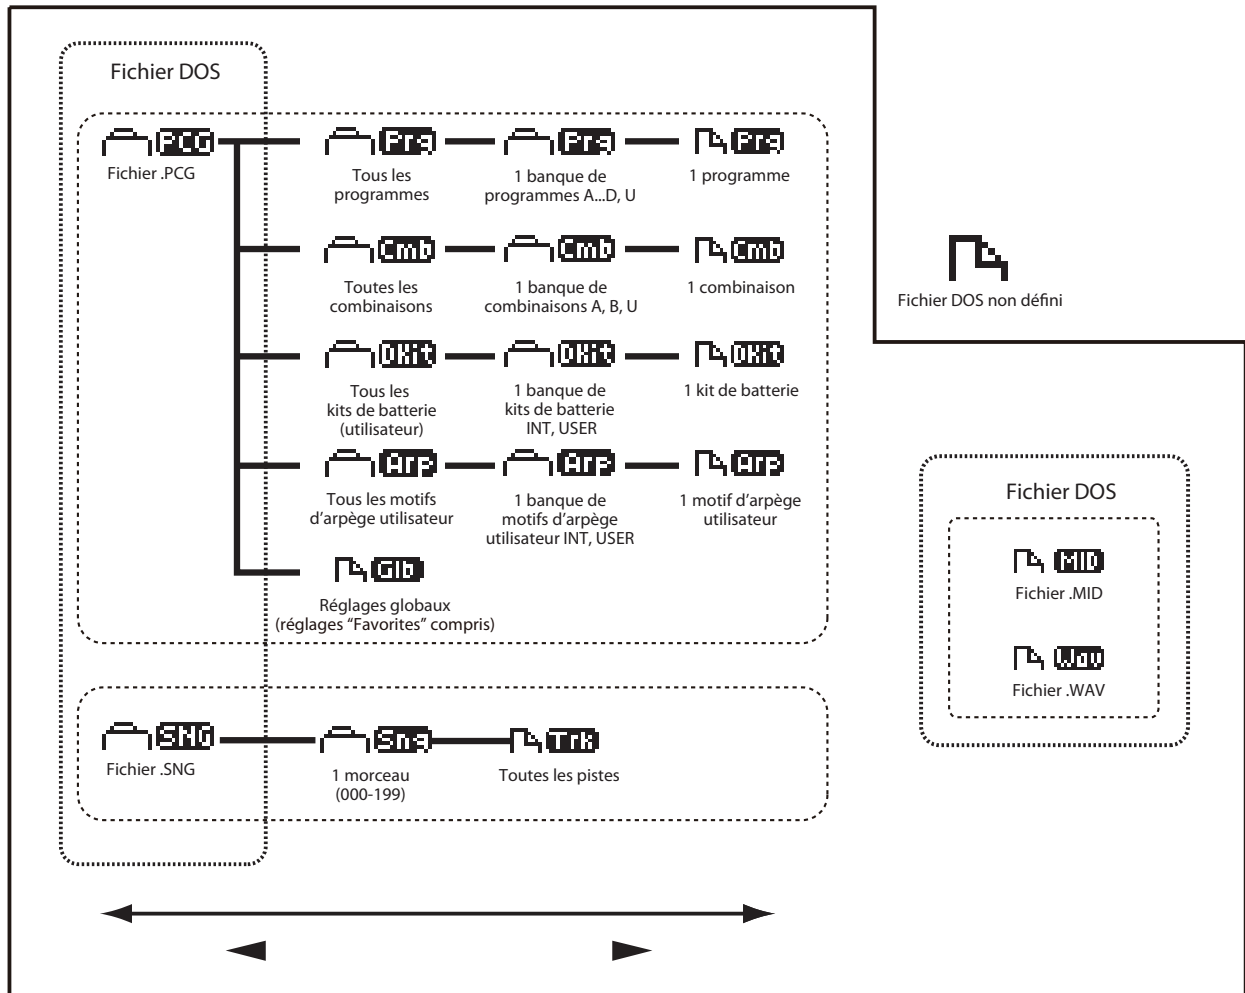 Fichier DOS
PCG
Fichier .PCG
Prg
Tous les
programmes
Prg
1 banque de
programmes A...D, U
Prg
1 programme
Cmb
Toutes les
combinaisons
Cmb
1 banque de
combinaisons A, B, U
Cmb
1 combinaison
DKit
Tous les
kits de batterie
(utilisateur)
DKit
1 banque de
kits de batterie
INT, USER
DKit
1 kit de batterie
Arp
Tous les motifs
d'arpège utilisateur
Arp
1 banque de
motifs d'arpège
utilisateur INT, USER
Arp
1 motif d'arpège
utilisateur
Glb
Réglages globaux
(réglages "Favorites" compris)
SNG
Fichier .SNG
Sng
1 morceau
(000-199)
Trk
Toutes les pistes
Fichier DOS non défini
Fichier DOS
MID
Fichier .MID
Wav
Fichier .WAV